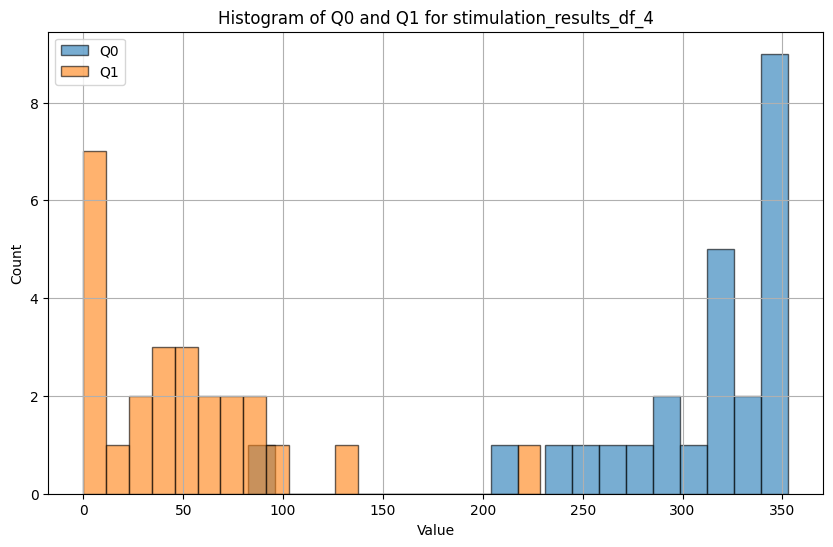 Histogram of Q0 and Q1 for stimulation_results_df_4
Q0
Q1
Count
8
6
4
2
0
0 50 100 150 200 250 300 350
Value